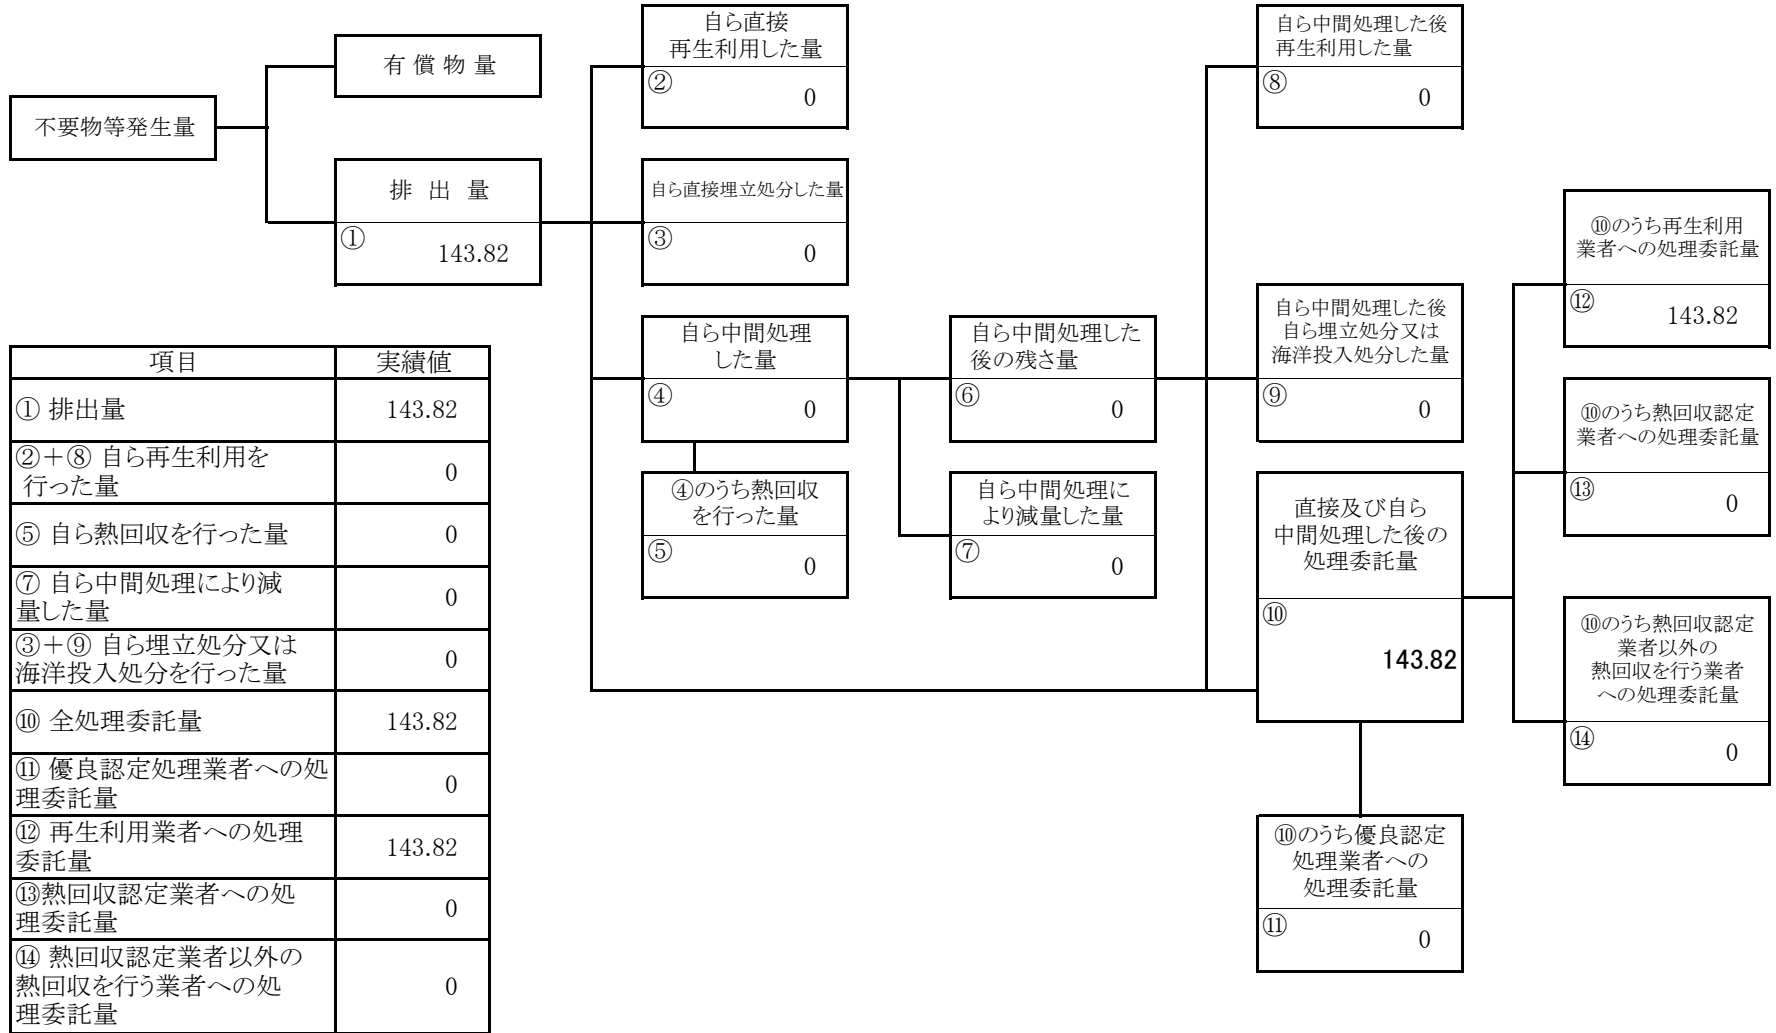 不要物等発生量
有 償 物 量
排 出 量
①
143.82
自ら直接
再生利用した量
②
0
自ら直接埋立処分した量
③
0
自ら中間処理
した量
④
0
④のうち熱回収
を行った量
⑤
0
自ら中間処理した
後の残さ量
⑥
0
自ら中間処理に
より減量した量
⑦
0
自ら中間処理した後
再生利用した量
⑧
0
自ら中間処理した後
自ら埋立処分又は
海洋投入処分した量
⑨
0
直接及び自ら
中間処理した後の
処理委託量
⑩
143.82
⑩のうち優良認定
処理業者への
処理委託量
⑪
0
⑩のうち再生利用
業者への処理委託量
⑫
143.82
⑩のうち熱回収認定
業者への処理委託量
⑬
0
⑩のうち熱回収認定
業者以外の
熱回収を行う業者
への処理委託量
⑭
0
項目 実績値
① 排出量 143.82
②＋⑧ 自ら再生利用を
行った量 0
⑤ 自ら熱回収を行った量 0
⑦ 自ら中間処理により減
量した量 0
③＋⑨ 自ら埋立処分又は
海洋投入処分を行った量 0
⑩ 全処理委託量 143.82
⑪ 優良認定処理業者への処
理委託量 0
⑫ 再生利用業者への処理
委託量 143.82
⑬熱回収認定業者への処
理委託量 0
⑭ 熱回収認定業者以外の
熱回収を行う業者への処
理委託量 0